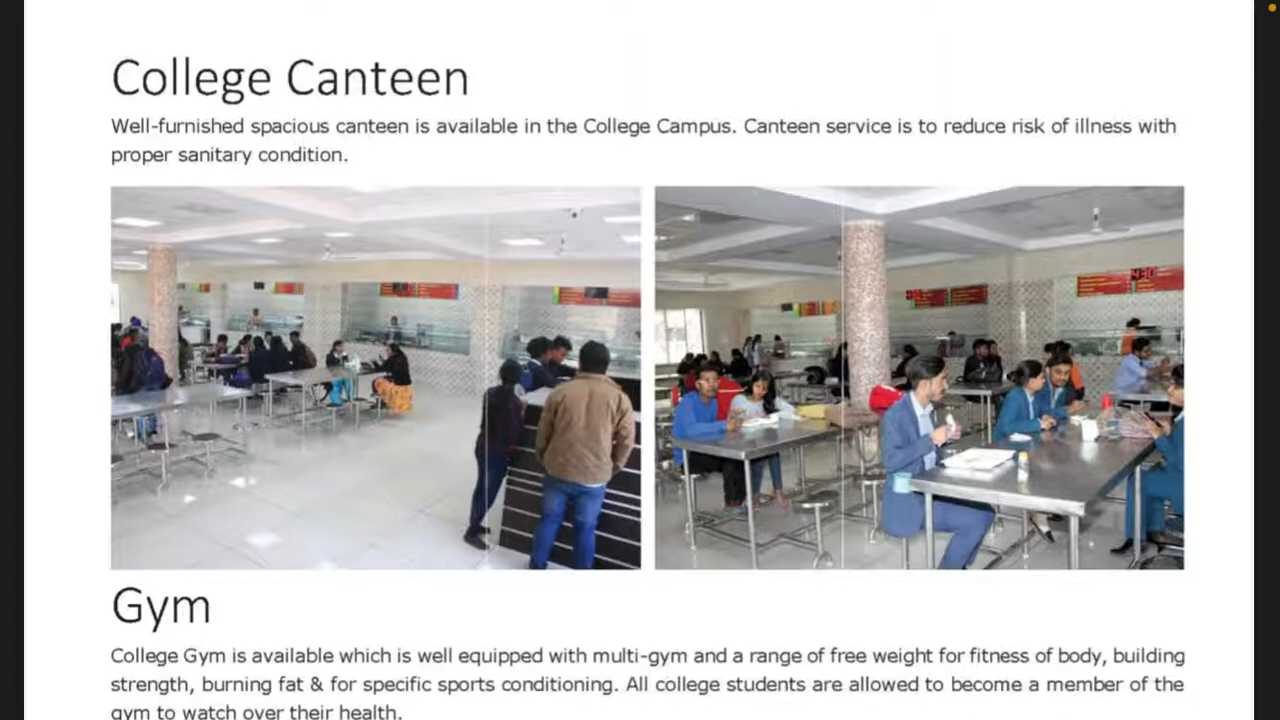 College Canteen
Well-furnished spacious canteen is available in the College Campus. Canteen service is to reduce risk of illness with
proper sanitary condition.
4:30
Gym
College Gym is available which is well equipped with multi-gym and a range of free weight for fitness of body, building
strength, burning fat & for specific sports conditioning. All college students are allowed to become a member of the
gym to watch over their health.